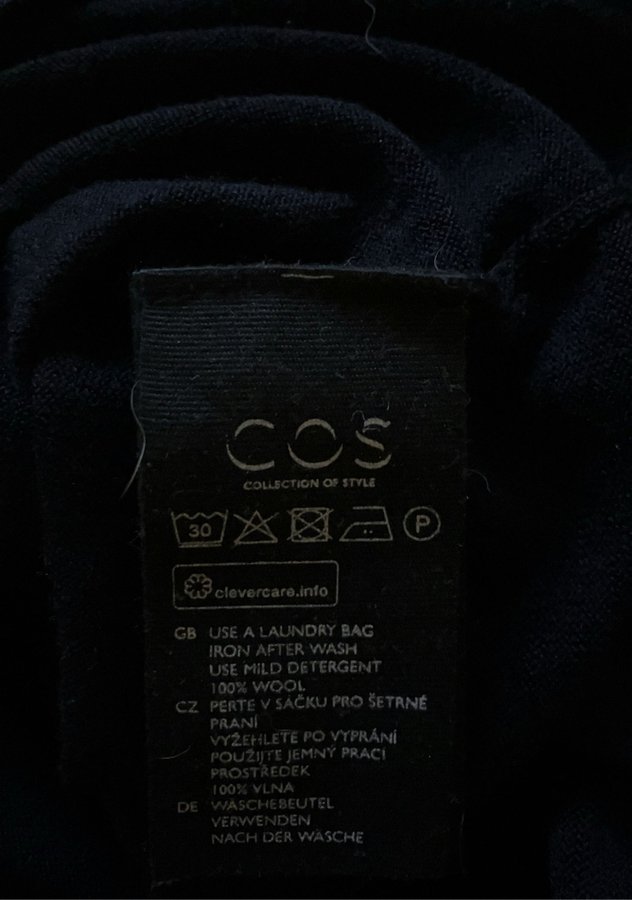 COS
COLLECTION OF STYLE
30 P
clevercare.info
GB USE A LAUNDRY BAG
IRON AFTER WASH
USE MILD DETERGENT
100% WOOL
CZ PERTE V SÁČKU PRO ŠETRNÉ
PRANÍ
VYŽEHLETE PO VYPRÁNÍ
POUŽIJTE JEMNÝ PRACÍ
PROSTŘEDEK
100% VLNA
DE WÄSCHEBEUTEL
VERWENDEN
NACH DER WÄSCHE